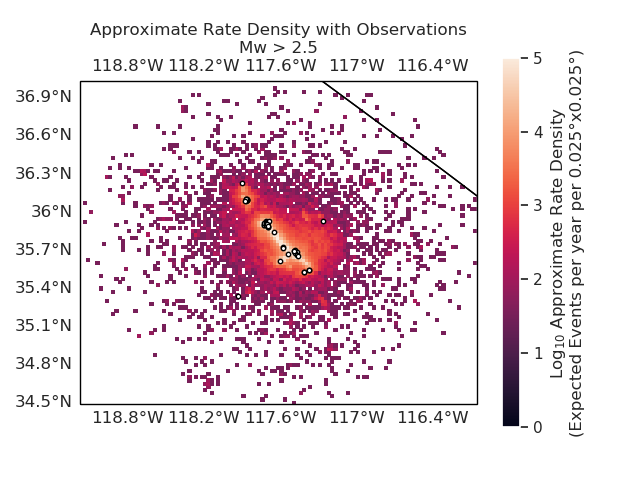 Approximate Rate Density with Observations
Mw > 2.5
118.8°W 118.2°W 117.6°W 117°W 116.4°W
36.9°N
36.6°N
36.3°N
36°N
35.7°N
35.4°N
35.1°N
34.8°N
34.5°N
118.8°W 118.2°W 117.6°W 117°W 116.4°W
5
4
3
2
1
0
Log₁₀ Approximate Rate Density
(Expected Events per year per 0.025°x0.025°)